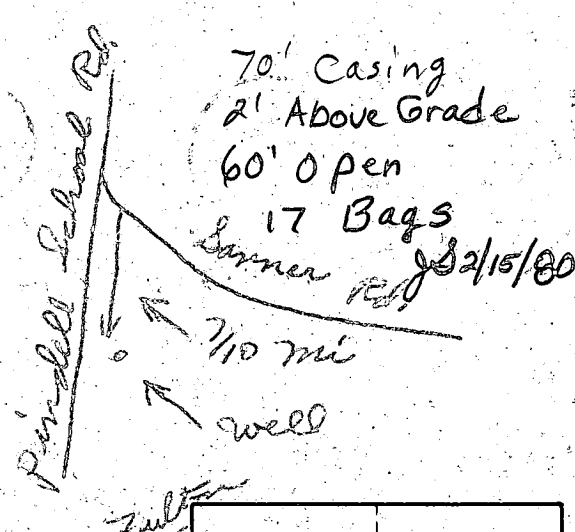 70' Casing
2' Above Grade
60' Open
17 Bags
JS 2/15/80
Pindell School Rd.
Sanner Rd.
7/10 mi
well
Fulton